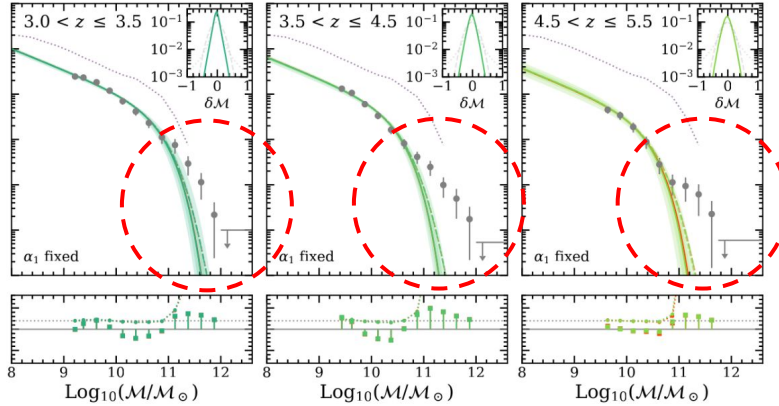 3.0 < z ≤ 3.5
10⁻¹
10⁻²
10⁻³
−1 0 1
δℳ
α₁ fixed
3.5 < z ≤ 4.5
10⁻¹
10⁻²
10⁻³
−1 0 1
δℳ
α₁ fixed
4.5 < z ≤ 5.5
10⁻¹
10⁻²
10⁻³
−1 0 1
δℳ
α₁ fixed
8 9 10 11 12
Log₁₀(ℳ/ℳ⊙)
8 9 10 11 12
Log₁₀(ℳ/ℳ⊙)
8 9 10 11 12
Log₁₀(ℳ/ℳ⊙)